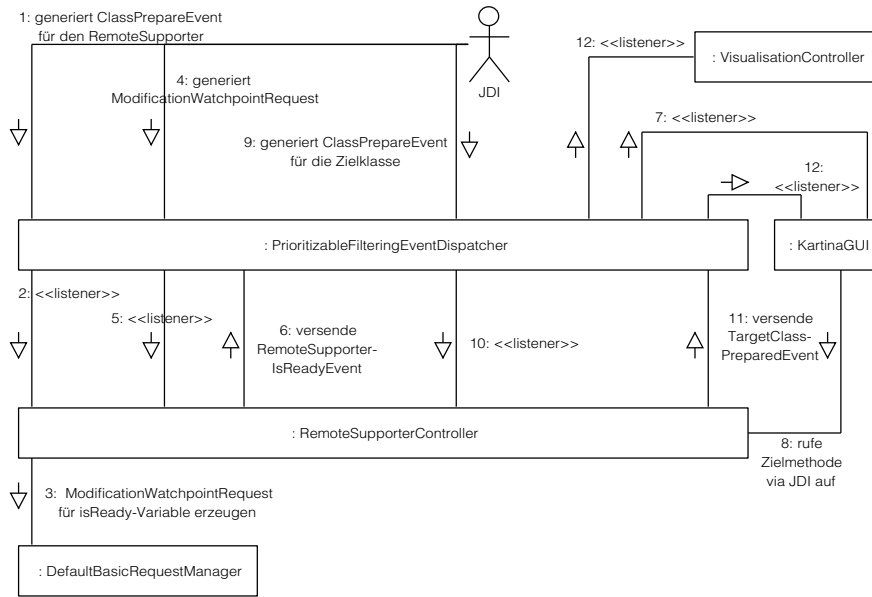 1: generiert ClassPrepareEvent
für den RemoteSupporter
4: generiert
ModificationWatchpointRequest
9: generiert ClassPrepareEvent
für die Zielklasse
JDI
12: <<listener>>
: VisualisationController
7: <<listener>>
12:
<<listener>>
: PrioritizableFilteringEventDispatcher
: KartinaGUI
2: <<listener>>
5: <<listener>>
6: versende
RemoteSupporter-
IsReadyEvent
10: <<listener>>
11: versende
TargetClass-
PreparedEvent
: RemoteSupporterController
8: rufe
Zielmethode
via JDI auf
3: ModificationWatchpointRequest
für isReady-Variable erzeugen
: DefaultBasicRequestManager